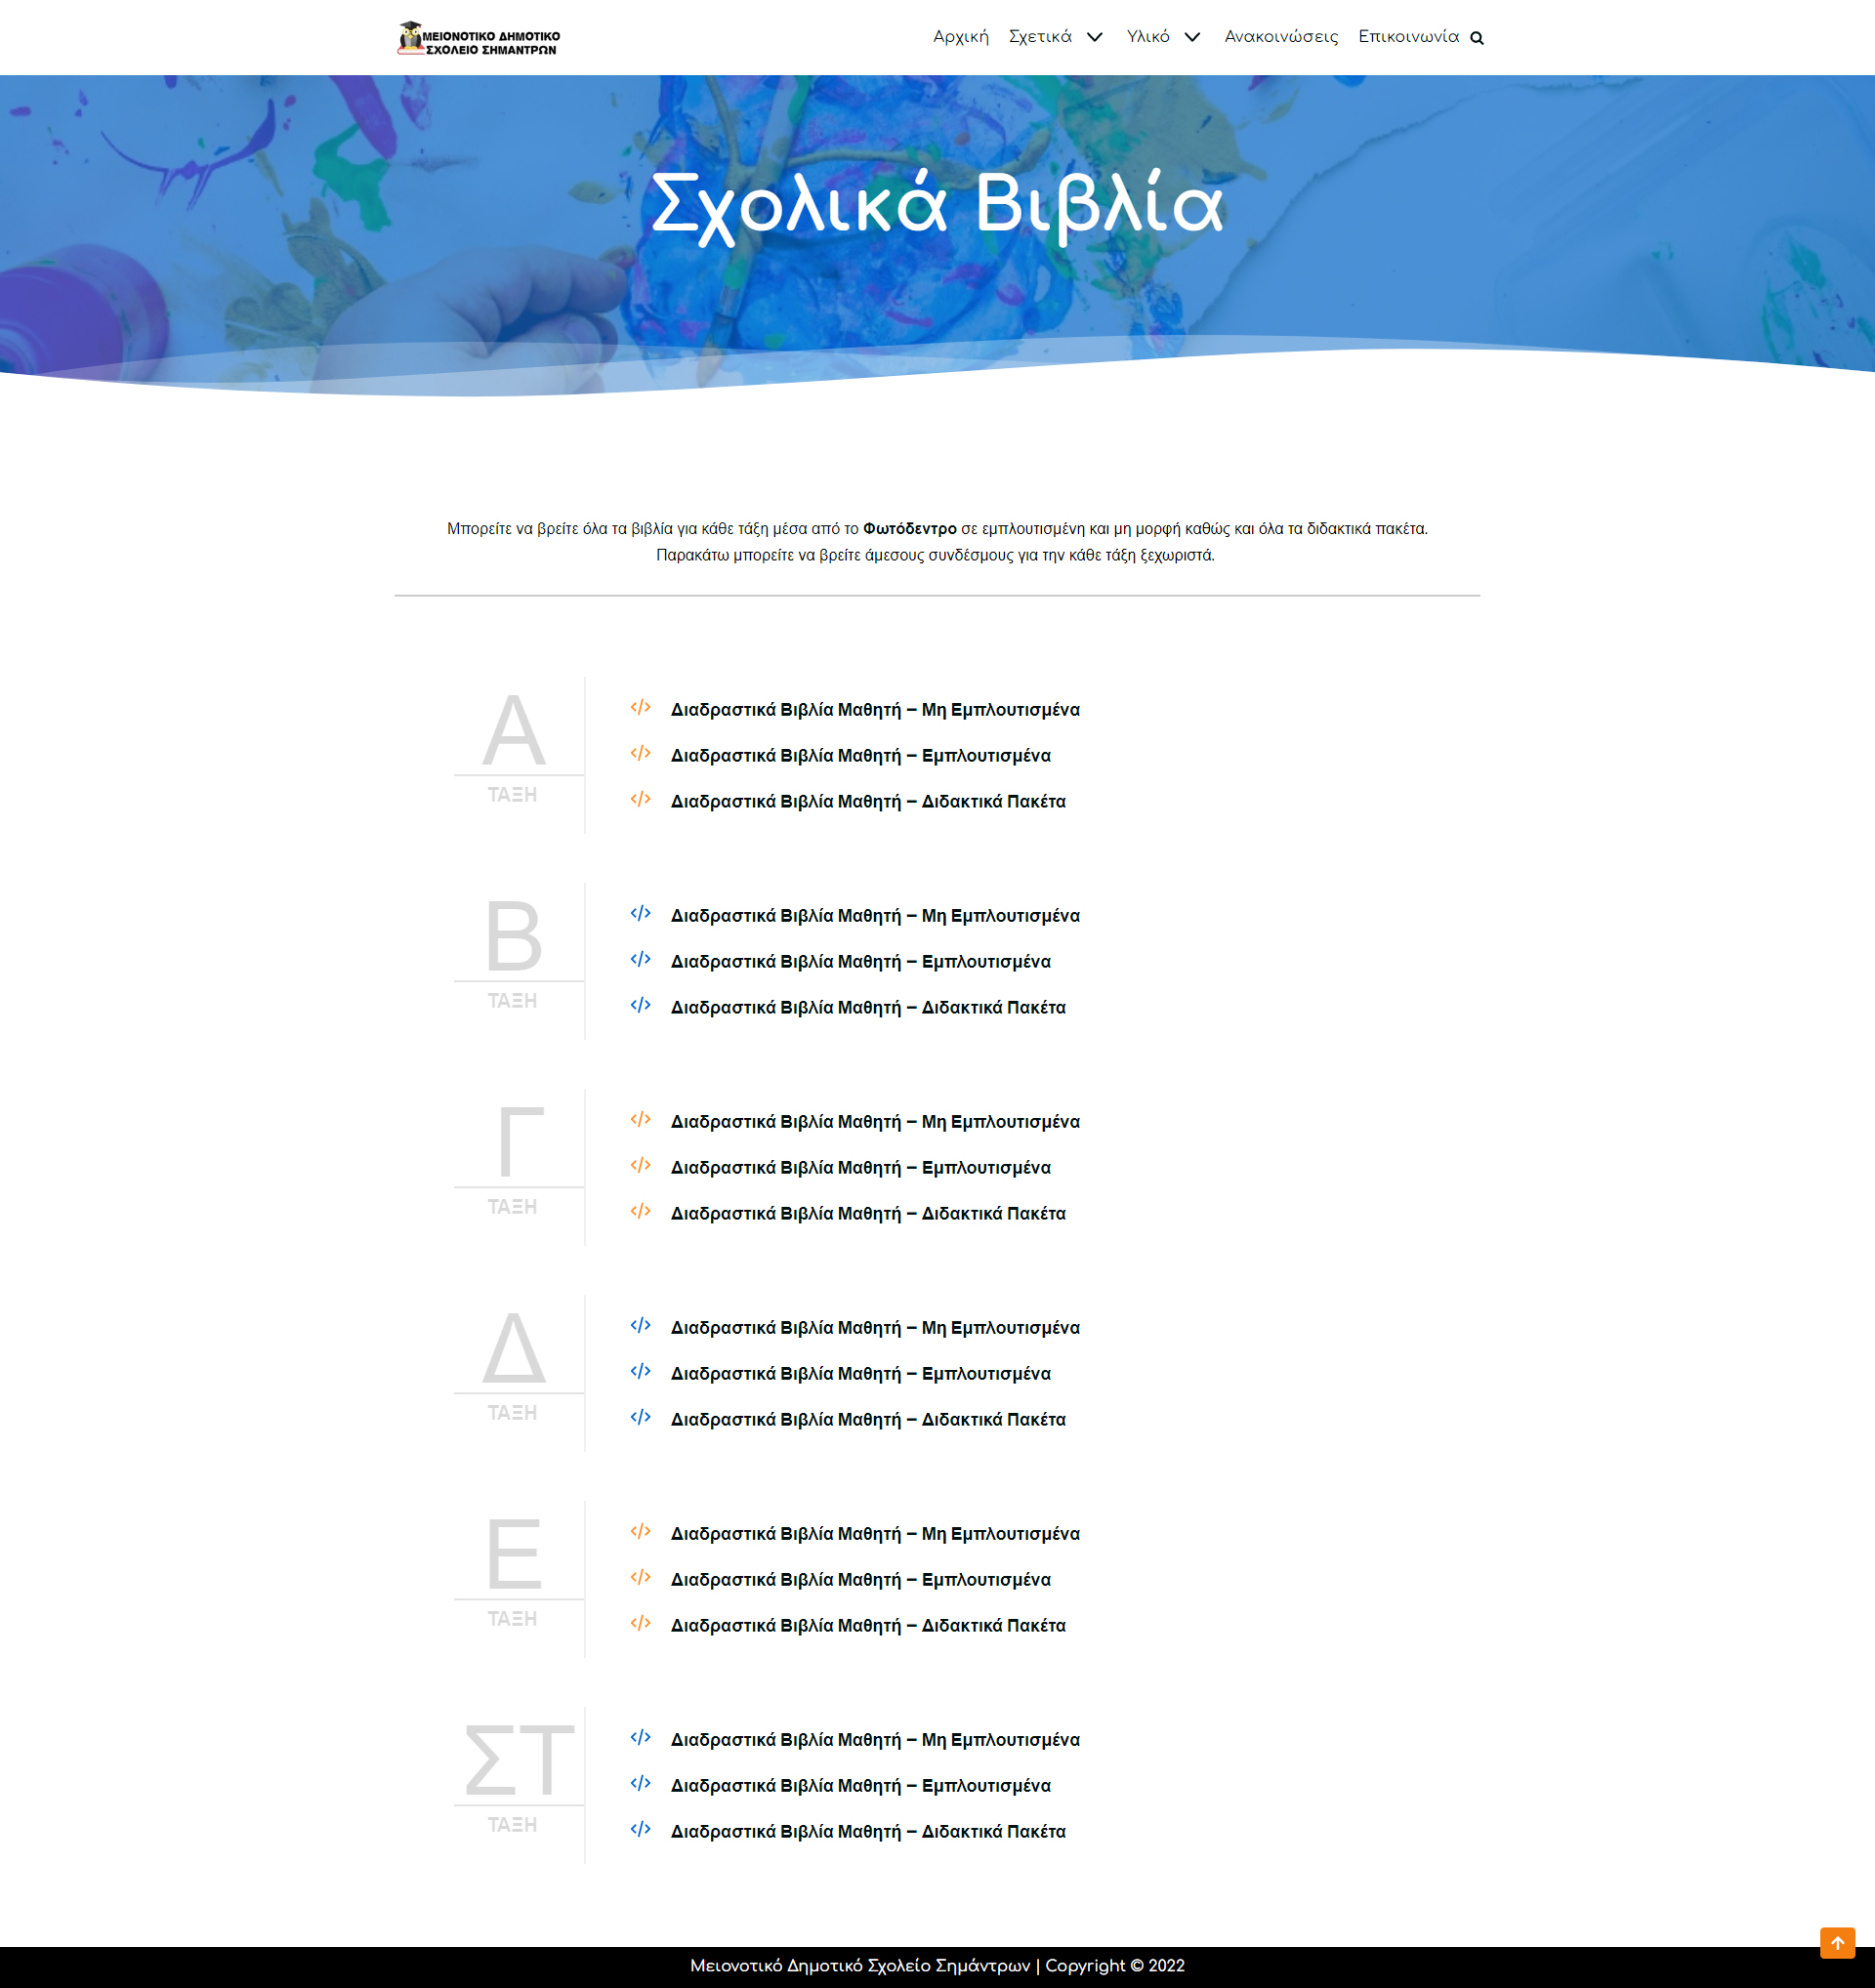 ΜΕΙΟΝΟΤΙΚΟ ΔΗΜΟΤΙΚΟ
ΣΧΟΛΕΙΟ ΣΗΜΑΝΤΡΩΝ
Αρχική Σχετικά Υλικό Ανακοινώσεις Επικοινωνία
Σχολικά Βιβλία
Μπορείτε να βρείτε όλα τα βιβλία για κάθε τάξη μέσα από το Φωτόδεντρο σε εμπλουτισμένη και μη μορφή καθώς και όλα τα διδακτικά πακέτα.
Παρακάτω μπορείτε να βρείτε άμεσους συνδέσμους για την κάθε τάξη ξεχωριστά.
Α
ΤΑΞΗ
Διαδραστικά Βιβλία Μαθητή – Μη Εμπλουτισμένα
Διαδραστικά Βιβλία Μαθητή – Εμπλουτισμένα
Διαδραστικά Βιβλία Μαθητή – Διδακτικά Πακέτα
Β
ΤΑΞΗ
Διαδραστικά Βιβλία Μαθητή – Μη Εμπλουτισμένα
Διαδραστικά Βιβλία Μαθητή – Εμπλουτισμένα
Διαδραστικά Βιβλία Μαθητή – Διδακτικά Πακέτα
Γ
ΤΑΞΗ
Διαδραστικά Βιβλία Μαθητή – Μη Εμπλουτισμένα
Διαδραστικά Βιβλία Μαθητή – Εμπλουτισμένα
Διαδραστικά Βιβλία Μαθητή – Διδακτικά Πακέτα
Δ
ΤΑΞΗ
Διαδραστικά Βιβλία Μαθητή – Μη Εμπλουτισμένα
Διαδραστικά Βιβλία Μαθητή – Εμπλουτισμένα
Διαδραστικά Βιβλία Μαθητή – Διδακτικά Πακέτα
Ε
ΤΑΞΗ
Διαδραστικά Βιβλία Μαθητή – Μη Εμπλουτισμένα
Διαδραστικά Βιβλία Μαθητή – Εμπλουτισμένα
Διαδραστικά Βιβλία Μαθητή – Διδακτικά Πακέτα
ΣΤ
ΤΑΞΗ
Διαδραστικά Βιβλία Μαθητή – Μη Εμπλουτισμένα
Διαδραστικά Βιβλία Μαθητή – Εμπλουτισμένα
Διαδραστικά Βιβλία Μαθητή – Διδακτικά Πακέτα
Μειονοτικό Δημοτικό Σχολείο Σημάντρων | Copyright © 2022